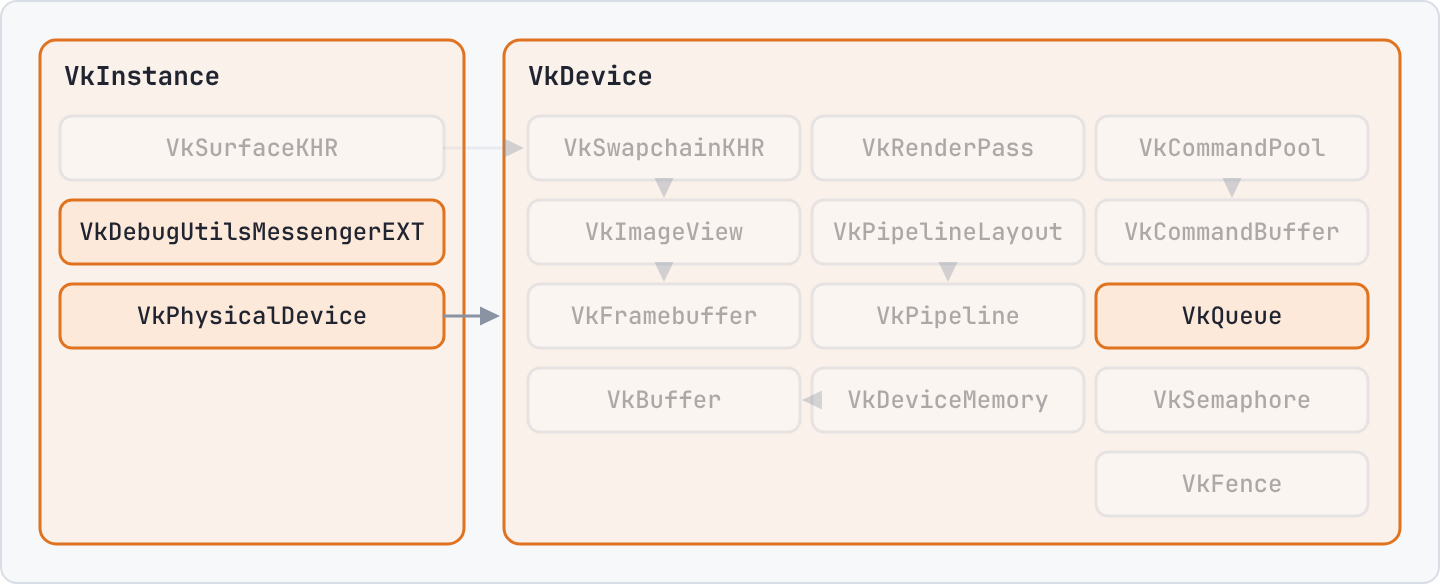 VkInstance
VkSurfaceKHR
VkDebugUtilsMessengerEXT
VkPhysicalDevice
VkDevice
VkSwapchainKHR
VkRenderPass
VkCommandPool
VkImageView
VkPipelineLayout
VkCommandBuffer
VkFramebuffer
VkPipeline
VkQueue
VkBuffer
VkDeviceMemory
VkSemaphore
VkFence